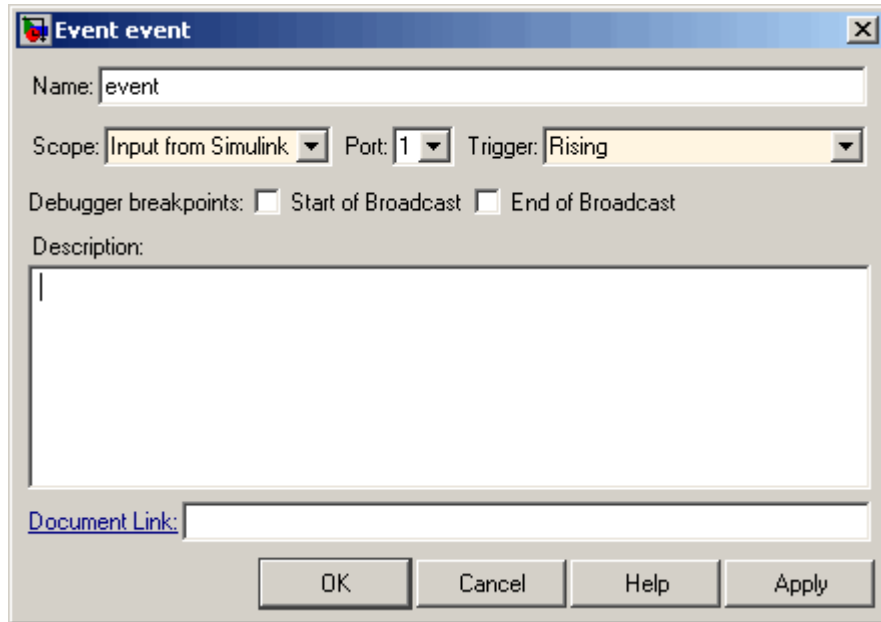 Event event
Name: event
Scope: Input from Simulink Port: 1 Trigger: Rising
Debugger breakpoints: Start of Broadcast End of Broadcast
Description:
Document Link:
OK Cancel Help Apply